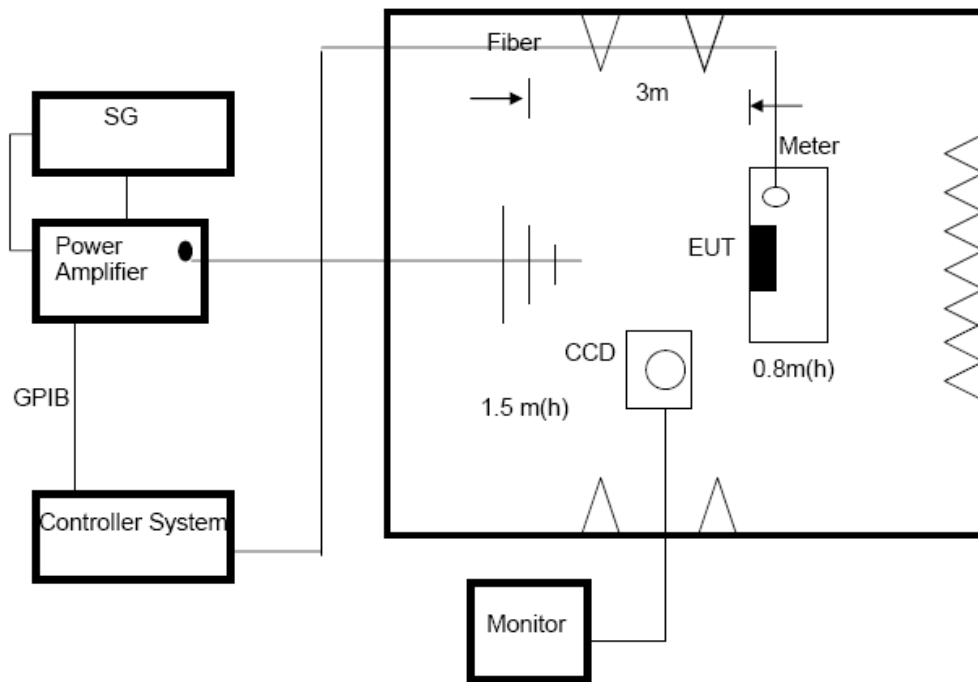 Fiber
3m
SG
Meter
Power
Amplifier
EUT
CCD
0.8m(h)
GPIB
1.5 m(h)
Controller System
Monitor